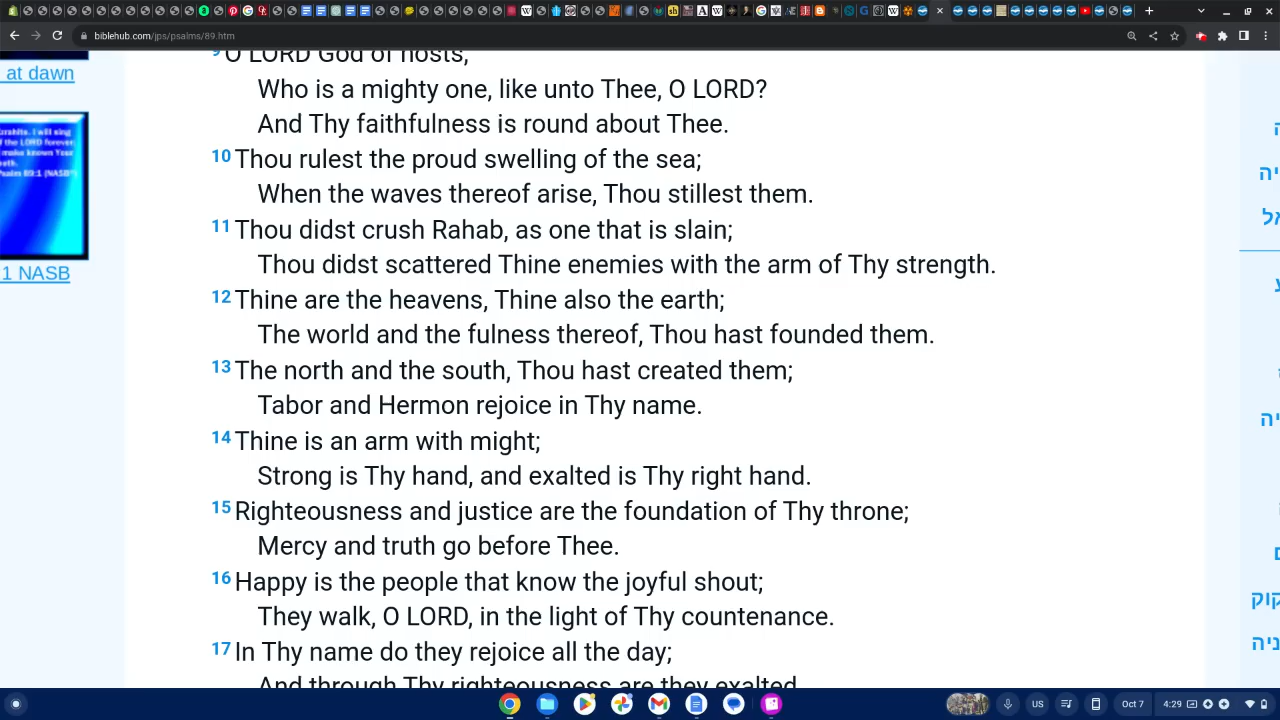 biblehub.com/jps/psalms/89.htm
at dawn
1 NASB
9 O LORD God of hosts,
Who is a mighty one, like unto Thee, O LORD?
And Thy faithfulness is round about Thee.
10 Thou rulest the proud swelling of the sea;
When the waves thereof arise, Thou stillest them.
11 Thou didst crush Rahab, as one that is slain;
Thou didst scattered Thine enemies with the arm of Thy strength.
12 Thine are the heavens, Thine also the earth;
The world and the fulness thereof, Thou hast founded them.
13 The north and the south, Thou hast created them;
Tabor and Hermon rejoice in Thy name.
14 Thine is an arm with might;
Strong is Thy hand, and exalted is Thy right hand.
15 Righteousness and justice are the foundation of Thy throne;
Mercy and truth go before Thee.
16 Happy is the people that know the joyful shout;
They walk, O LORD, in the light of Thy countenance.
17 In Thy name do they rejoice all the day;
And through Thy righteousness are they exalted
US
Oct 7
4:29